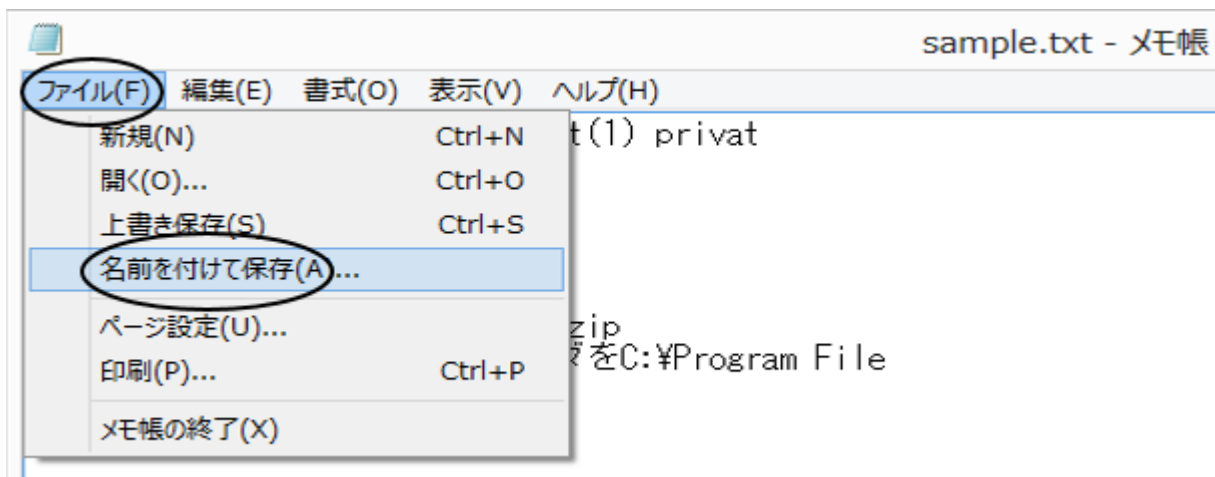 sample.txt - メモ帳
ファイル(F) 編集(E) 書式(O) 表示(V) ヘルプ(H)
新規(N) Ctrl+N
t(1) privat
開く(O)... Ctrl+O
上書き保存(S) Ctrl+S
名前を付けて保存(A)...
ページ設定(U)...
zip
をC:¥Program File
印刷(P)... Ctrl+P
メモ帳の終了(X)